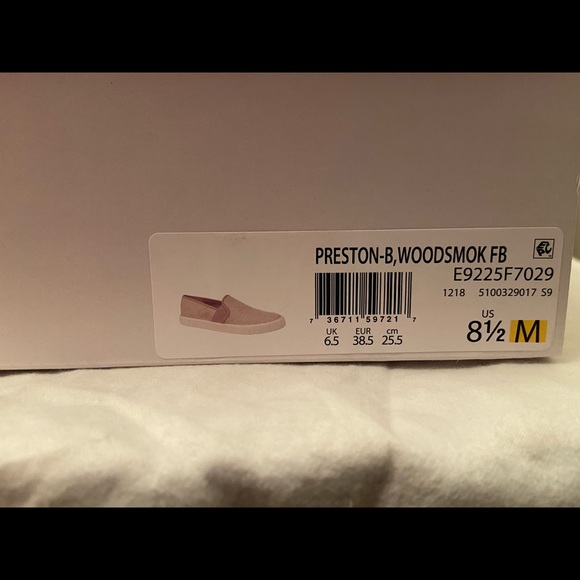 PRESTON-B,WOODSMOK FB
E9225F7029
1218 5100329017 S9
7 36711 59721 7
UK EUR cm
6.5 38.5 25.5
US
8½ M